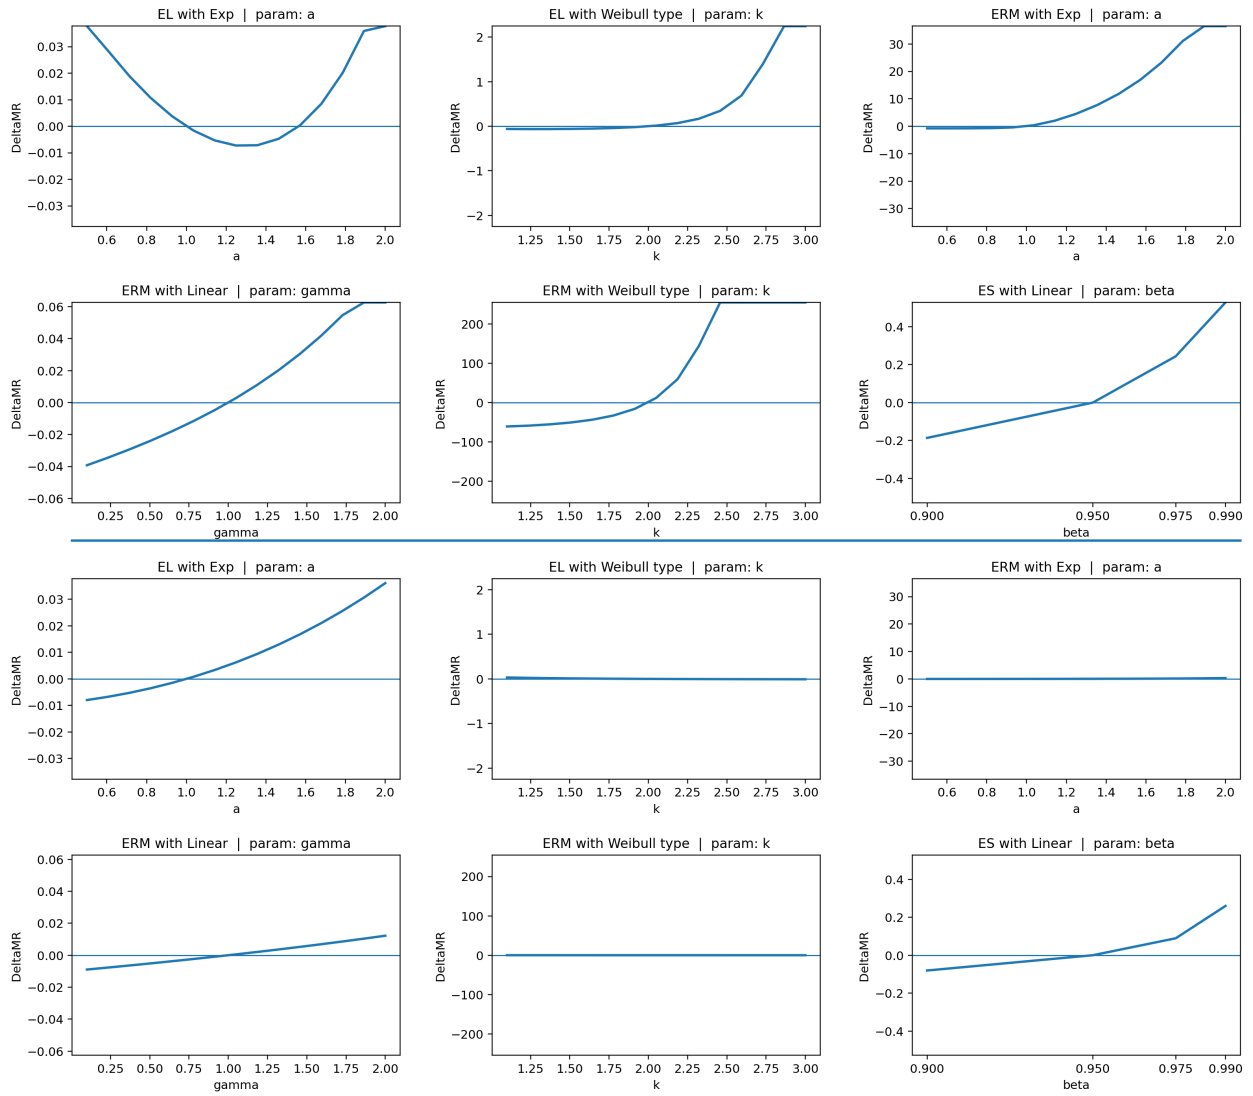 EL with Exp | param: a
DeltaMR
0.03
0.02
0.01
0.00
−0.01
−0.02
−0.03
0.6 0.8 1.0 1.2 1.4 1.6 1.8 2.0
a
EL with Weibull type | param: k
DeltaMR
2
1
0
−1
−2
1.25 1.50 1.75 2.00 2.25 2.50 2.75 3.00
k
ERM with Exp | param: a
DeltaMR
30
20
10
0
−10
−20
−30
0.6 0.8 1.0 1.2 1.4 1.6 1.8 2.0
a
ERM with Linear | param: gamma
DeltaMR
0.06
0.04
0.02
0.00
−0.02
−0.04
−0.06
0.25 0.50 0.75 1.00 1.25 1.50 1.75 2.00
gamma
ERM with Weibull type | param: k
DeltaMR
200
100
0
−100
−200
1.25 1.50 1.75 2.00 2.25 2.50 2.75 3.00
k
ES with Linear | param: beta
DeltaMR
0.4
0.2
0.0
−0.2
−0.4
0.900 0.950 0.975 0.990
beta
EL with Exp | param: a
DeltaMR
0.03
0.02
0.01
0.00
−0.01
−0.02
−0.03
0.6 0.8 1.0 1.2 1.4 1.6 1.8 2.0
a
EL with Weibull type | param: k
DeltaMR
2
1
0
−1
−2
1.25 1.50 1.75 2.00 2.25 2.50 2.75 3.00
k
ERM with Exp | param: a
DeltaMR
30
20
10
0
−10
−20
−30
0.6 0.8 1.0 1.2 1.4 1.6 1.8 2.0
a
ERM with Linear | param: gamma
DeltaMR
0.06
0.04
0.02
0.00
−0.02
−0.04
−0.06
0.25 0.50 0.75 1.00 1.25 1.50 1.75 2.00
gamma
ERM with Weibull type | param: k
DeltaMR
200
100
0
−100
−200
1.25 1.50 1.75 2.00 2.25 2.50 2.75 3.00
k
ES with Linear | param: beta
DeltaMR
0.4
0.2
0.0
−0.2
−0.4
0.900 0.950 0.975 0.990
beta